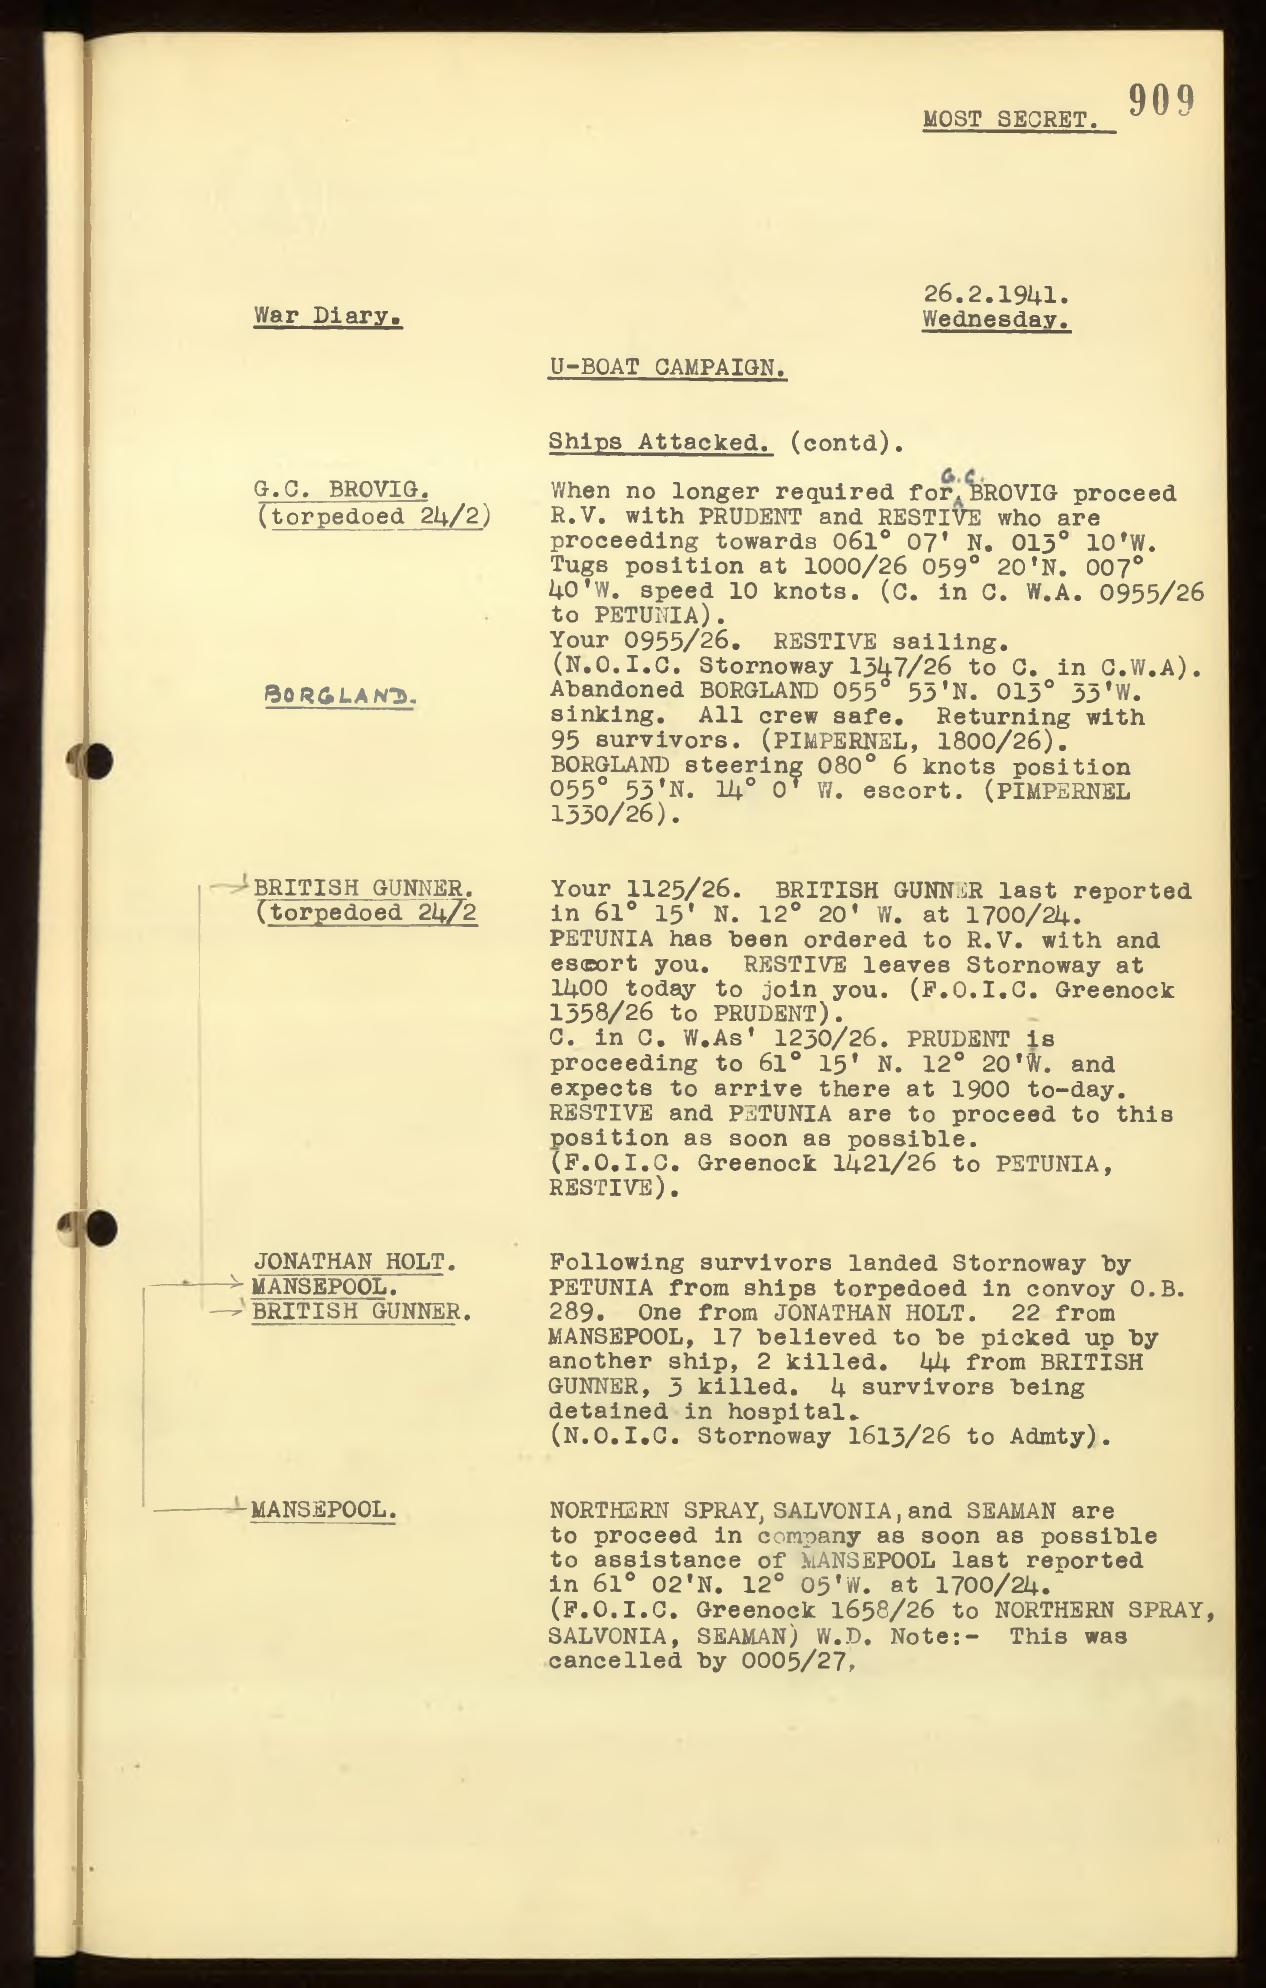 909
MOST SECRET.
26.2.1941.
War Diary.
Wednesday.
U-BOAT CAMPAIGN.
Ships Attacked. (contd).
G.C. BROVIG.
(torpedoed 24/2)
When no longer required for G.C. BROVIG proceed
R.V. with PRUDENT and RESTIVE who are
proceeding towards 061° 07' N. 013° 10'W.
Tugs position at 1000/26 059° 20'N. 007°
40'W. speed 10 knots. (C. in C. W.A. 0955/26
to PETUNIA).
Your 0955/26. RESTIVE sailing.
(N.O.I.C. Stornoway 1347/26 to C. in C.W.A).
BORGLAND.
Abandoned BORGLAND 055° 53'N. 013° 33'W.
sinking. All crew safe. Returning with
95 survivors. (PIMPERNEL, 1800/26).
BORGLAND steering 080° 6 knots position
055° 53'N. 14° 0' W. escort. (PIMPERNEL
1330/26).
BRITISH GUNNER.
(torpedoed 24/2
Your 1125/26. BRITISH GUNNER last reported
in 61° 15' N. 12° 20' W. at 1700/24.
PETUNIA has been ordered to R.V. with and
escort you. RESTIVE leaves Stornoway at
1400 today to join you. (F.O.I.C. Greenock
1358/26 to PRUDENT).
C. in C. W.As' 1230/26. PRUDENT is
proceeding to 61° 15' N. 12° 20'W. and
expects to arrive there at 1900 to-day.
RESTIVE and PETUNIA are to proceed to this
position as soon as possible.
(F.O.I.C. Greenock 1421/26 to PETUNIA,
RESTIVE).
JONATHAN HOLT.
MANSEPOOL.
BRITISH GUNNER.
Following survivors landed Stornoway by
PETUNIA from ships torpedoed in convoy O.B.
289. One from JONATHAN HOLT. 22 from
MANSEPOOL, 17 believed to be picked up by
another ship, 2 killed. 44 from BRITISH
GUNNER, 3 killed. 4 survivors being
detained in hospital.
(N.O.I.C. Stornoway 1613/26 to Admty).
MANSEPOOL.
NORTHERN SPRAY, SALVONIA, and SEAMAN are
to proceed in company as soon as possible
to assistance of MANSEPOOL last reported
in 61° 02'N. 12° 05'W. at 1700/24.
(F.O.I.C. Greenock 1658/26 to NORTHERN SPRAY,
SALVONIA, SEAMAN) W.D. Note:- This was
cancelled by 0005/27,